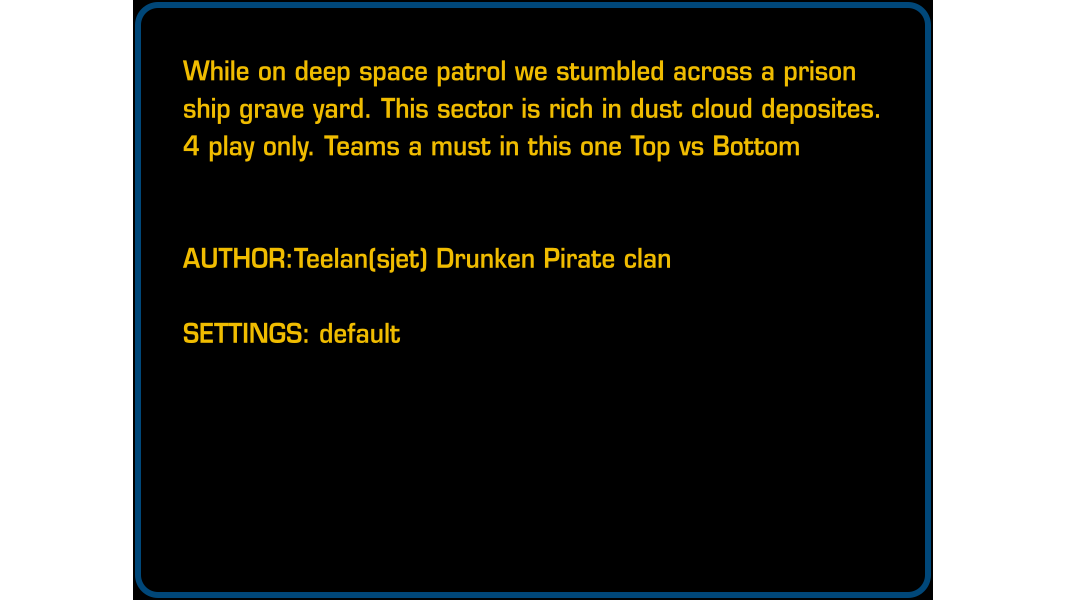 While on deep space patrol we stumbled across a prison
ship grave yard. This sector is rich in dust cloud deposites.
4 play only. Teams a must in this one Top vs Bottom
AUTHOR:Teelan(sjet) Drunken Pirate clan
SETTINGS: default